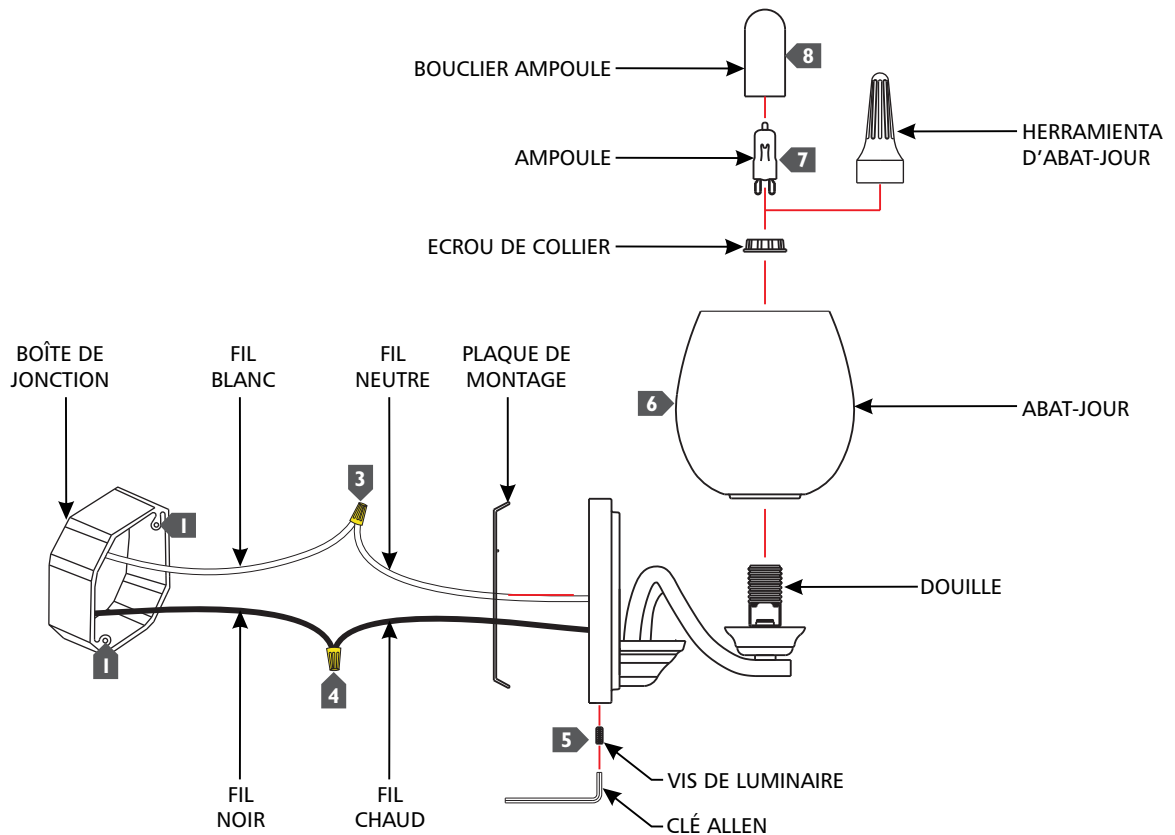 BOUCLIER AMPOULE
8
HERRAMIENTA
D'ABAT-JOUR
AMPOULE
7
ECROU DE COLLIER
BOÎTE DE
JONCTION
FIL
BLANC
FIL
NEUTRE
PLAQUE DE
MONTAGE
6
ABAT-JOUR
3
1
DOUILLE
1
4
5
VIS DE LUMINAIRE
FIL
NOIR
FIL
CHAUD
CLÉ ALLEN